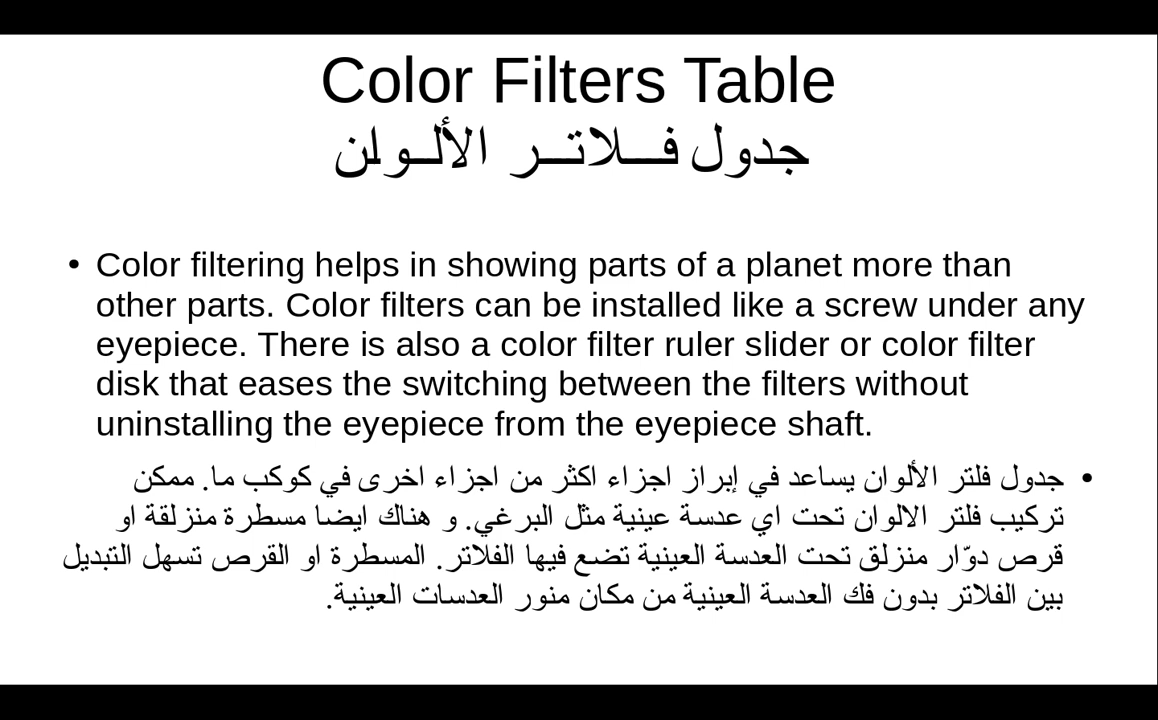 Color Filters Table
جدول فـــلاتــر الألــولن
• Color filtering helps in showing parts of a planet more than
other parts. Color filters can be installed like a screw under any
eyepiece. There is also a color filter ruler slider or color filter
disk that eases the switching between the filters without
uninstalling the eyepiece from the eyepiece shaft.
• جدول فلتر الألوان يساعد في إبراز اجزاء اكثر من اجزاء اخرى في كوكب ما. ممكن
تركيب فلتر الالوان تحت اي عدسة عينية مثل البرغي. و هناك ايضا مسطرة منزلقة او
قرص دوّار منزلق تحت العدسة العينية تضع فيها الفلاتر. المسطرة او القرص تسهل التبديل
بين الفلاتر بدون فك العدسة العينية من مكان منور العدسات العينية.